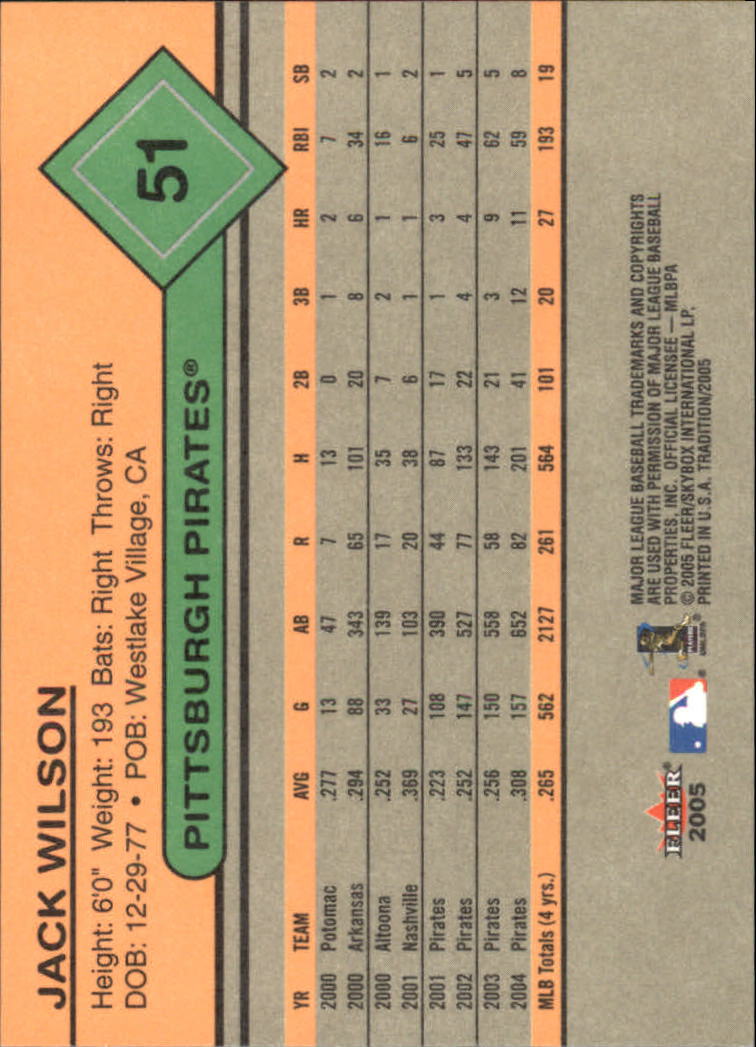 JACK WILSON
Height: 6'0" Weight: 193 Bats: Right Throws: Right
DOB: 12-29-77 • POB: Westlake Village, CA
51
PITTSBURGH PIRATES®
YR TEAM AVG G AB R H 2B 3B HR RBI SB
2000 Potomac .277 13 47 7 13 0 1 2 7 2
2000 Arkansas .294 88 343 65 101 20 8 6 34 2
2000 Altoona .252 33 139 17 35 7 2 1 16 1
2001 Nashville .369 27 103 20 38 6 1 1 6 2
2001 Pirates .223 108 390 44 87 17 1 3 25 1
2002 Pirates .252 147 527 77 133 22 4 4 47 5
2003 Pirates .256 150 558 58 143 21 3 9 62 5
2004 Pirates .308 157 652 82 201 41 12 11 59 8
MLB Totals (4 yrs.) .265 562 2127 261 564 101 20 27 193 19
FLEER®
2005
MAJOR LEAGUE BASEBALL TRADEMARKS AND COPYRIGHTS
ARE USED WITH PERMISSION OF MAJOR LEAGUE BASEBALL
PROPERTIES, INC. OFFICIAL LICENSEE — MLBPA
© 2005 FLEER/SKYBOX INTERNATIONAL LP.
PRINTED IN U.S.A. TRADITION/2005